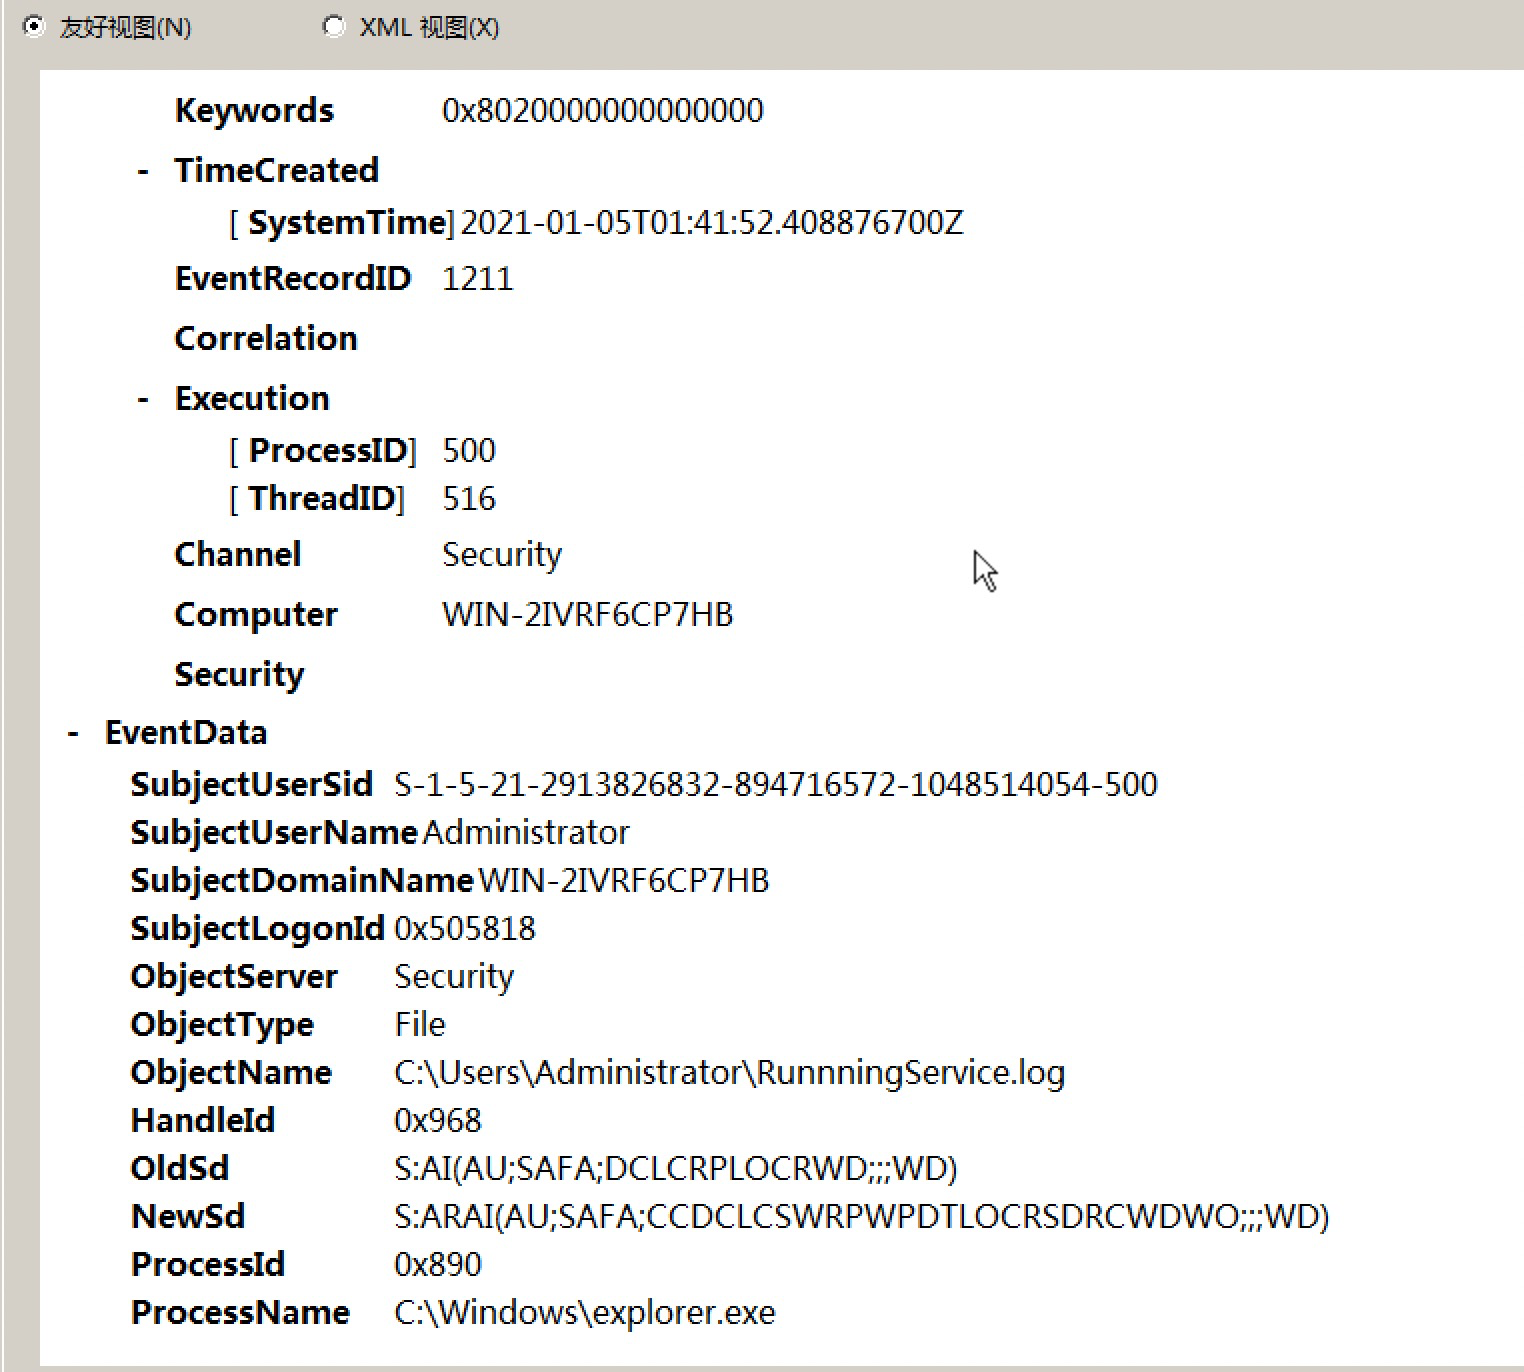 友好视图(N) XML 视图(X)
Keywords 0x8020000000000000
- TimeCreated
[ SystemTime] 2021-01-05T01:41:52.408876700Z
EventRecordID 1211
Correlation
- Execution
[ ProcessID] 500
[ ThreadID] 516
Channel Security
Computer WIN-2IVRF6CP7HB
Security
- EventData
SubjectUserSid S-1-5-21-2913826832-894716572-1048514054-500
SubjectUserName Administrator
SubjectDomainName WIN-2IVRF6CP7HB
SubjectLogonId 0x505818
ObjectServer Security
ObjectType File
ObjectName C:\Users\Administrator\RunnningService.log
HandleId 0x968
OldSd S:AI(AU;SAFA;DCLCRPLOCRWD;;;WD)
NewSd S:ARAI(AU;SAFA;CCDCLCSWRPWPDTLOCRSDRCWDWO;;;WD)
ProcessId 0x890
ProcessName C:\Windows\explorer.exe